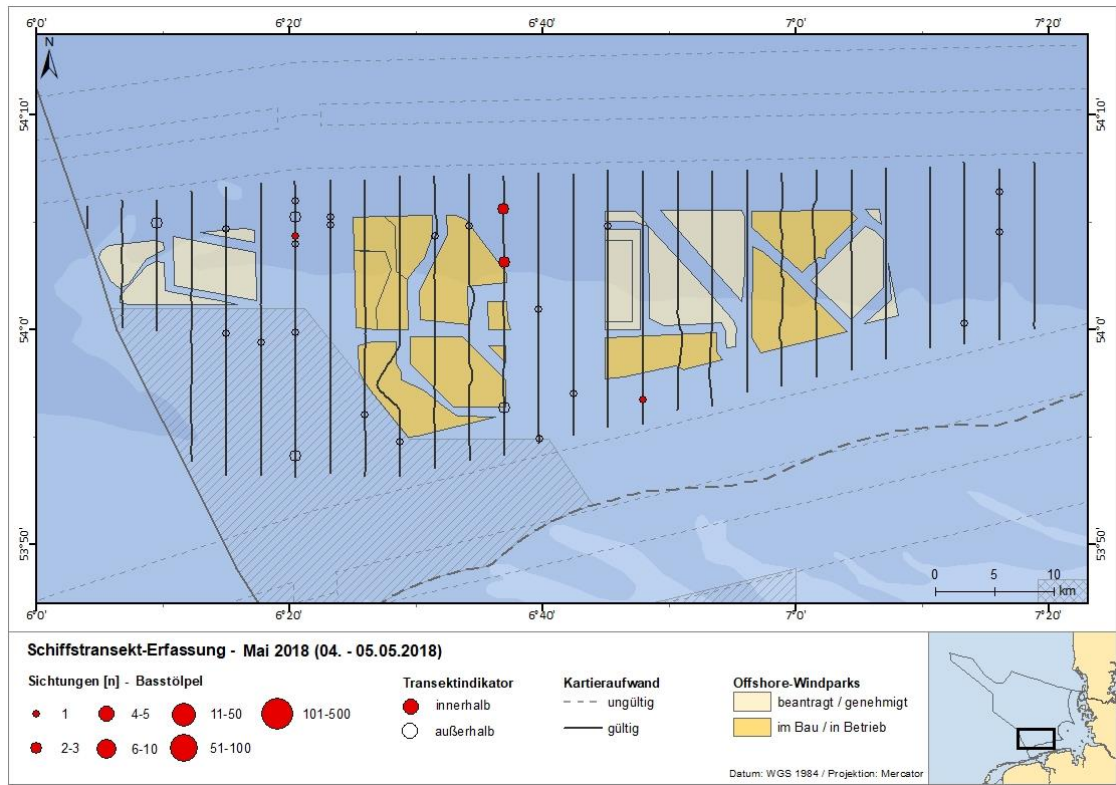 6°0' 6°20' 6°40' 7°0' 7°20'
N
54°10' 54°10'
54°0' 54°0'
53°50' 53°50'
0 5 10
km
6°0' 6°20' 6°40' 7°0' 7°20'
Schiffstransekt-Erfassung - Mai 2018 (04. - 05.05.2018)
Sichtungen [n] - Basstölpel
1 4-5 11-50 101-500
2-3 6-10 51-100
Transektindikator
innerhalb
außerhalb
Kartieraufwand
ungültig
gültig
Offshore-Windparks
beantragt / genehmigt
im Bau / in Betrieb
Datum: WGS 1984 / Projektion: Mercator